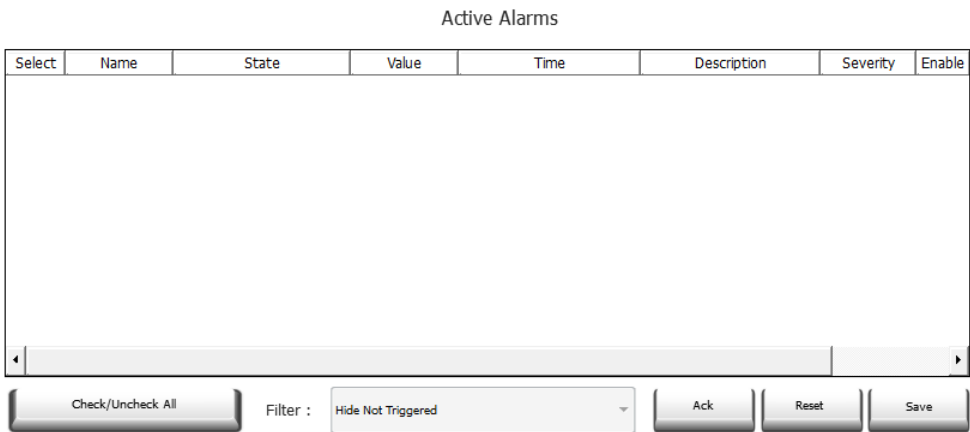 Active Alarms
Select Name State Value Time Description Severity Enable
Check/Uncheck All Filter : Hide Not Triggered Ack Reset Save